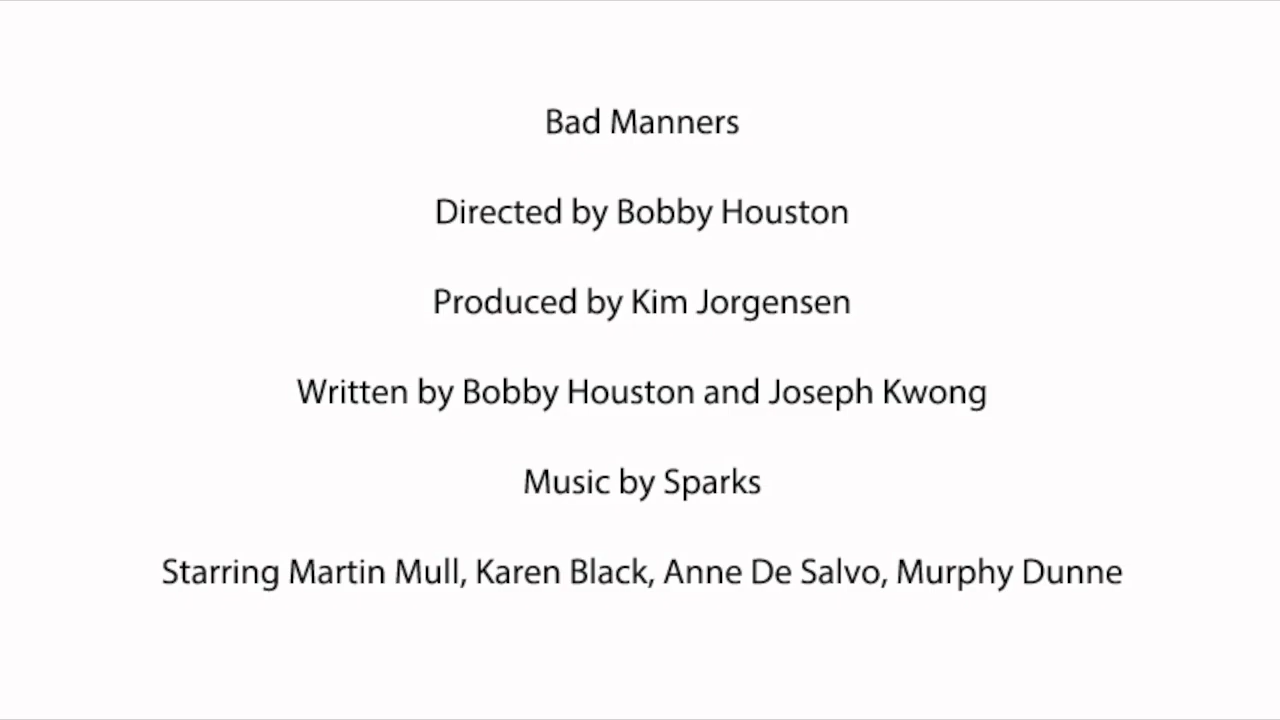 Bad Manners
Directed by Bobby Houston
Produced by Kim Jorgensen
Written by Bobby Houston and Joseph Kwong
Music by Sparks
Starring Martin Mull, Karen Black, Anne De Salvo, Murphy Dunne